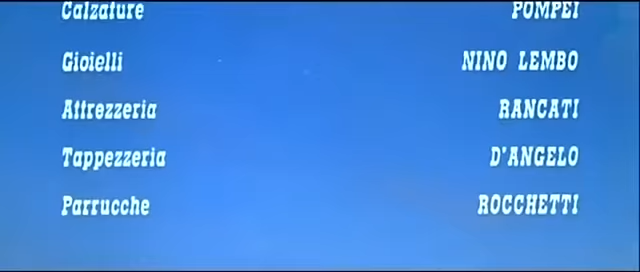 Calzature POMPEI
Gioielli NINO LEMBO
Attrezzeria RANCATI
Tappezzeria D'ANGELO
Parrucche ROCCHETTI